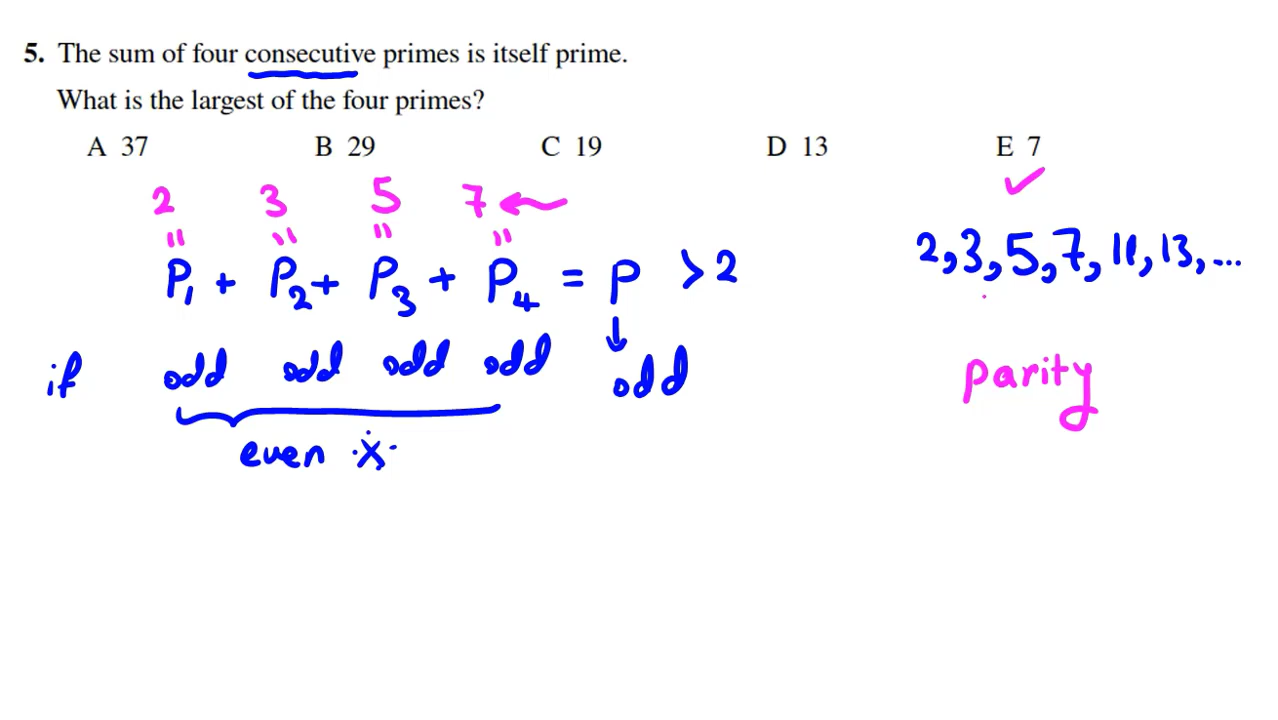 5. The sum of four consecutive primes is itself prime.
What is the largest of the four primes?
A 37 B 29 C 19 D 13 E 7
2 3 5 7 ← ✓
" " " "
P₁ + P₂ + P₃ + P₄ = P > 2
2, 3, 5, 7, 11, 13, ...
if odd odd odd odd odd
parity
even ⨰